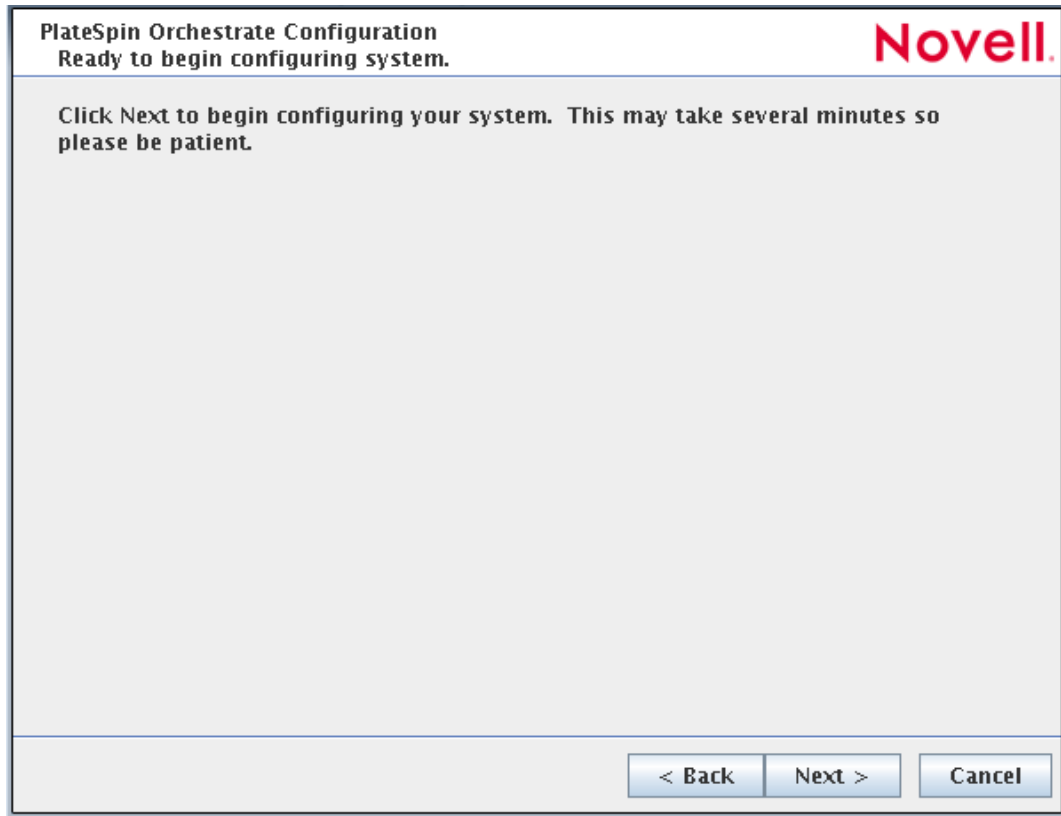 PlateSpin Orchestrate Configuration
Ready to begin configuring system.
Novell.
Click Next to begin configuring your system.  This may take several minutes so
please be patient.
< Back
Next >
Cancel